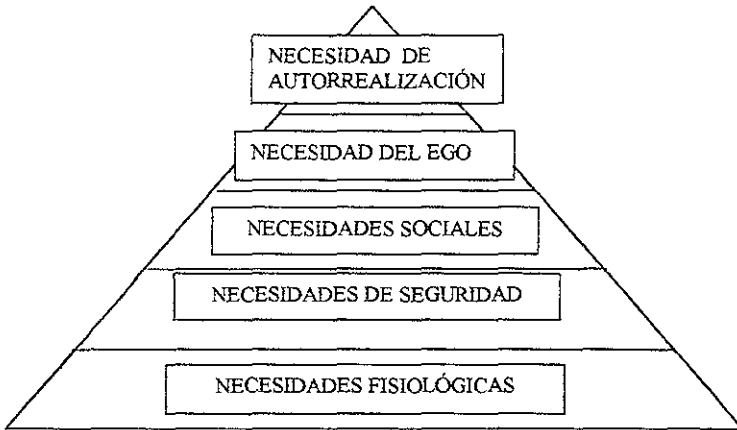 NECESIDAD DE
AUTORREALIZACIÓN
NECESIDAD DEL EGO
NECESIDADES SOCIALES
NECESIDADES DE SEGURIDAD
NECESIDADES FISIOLÓGICAS